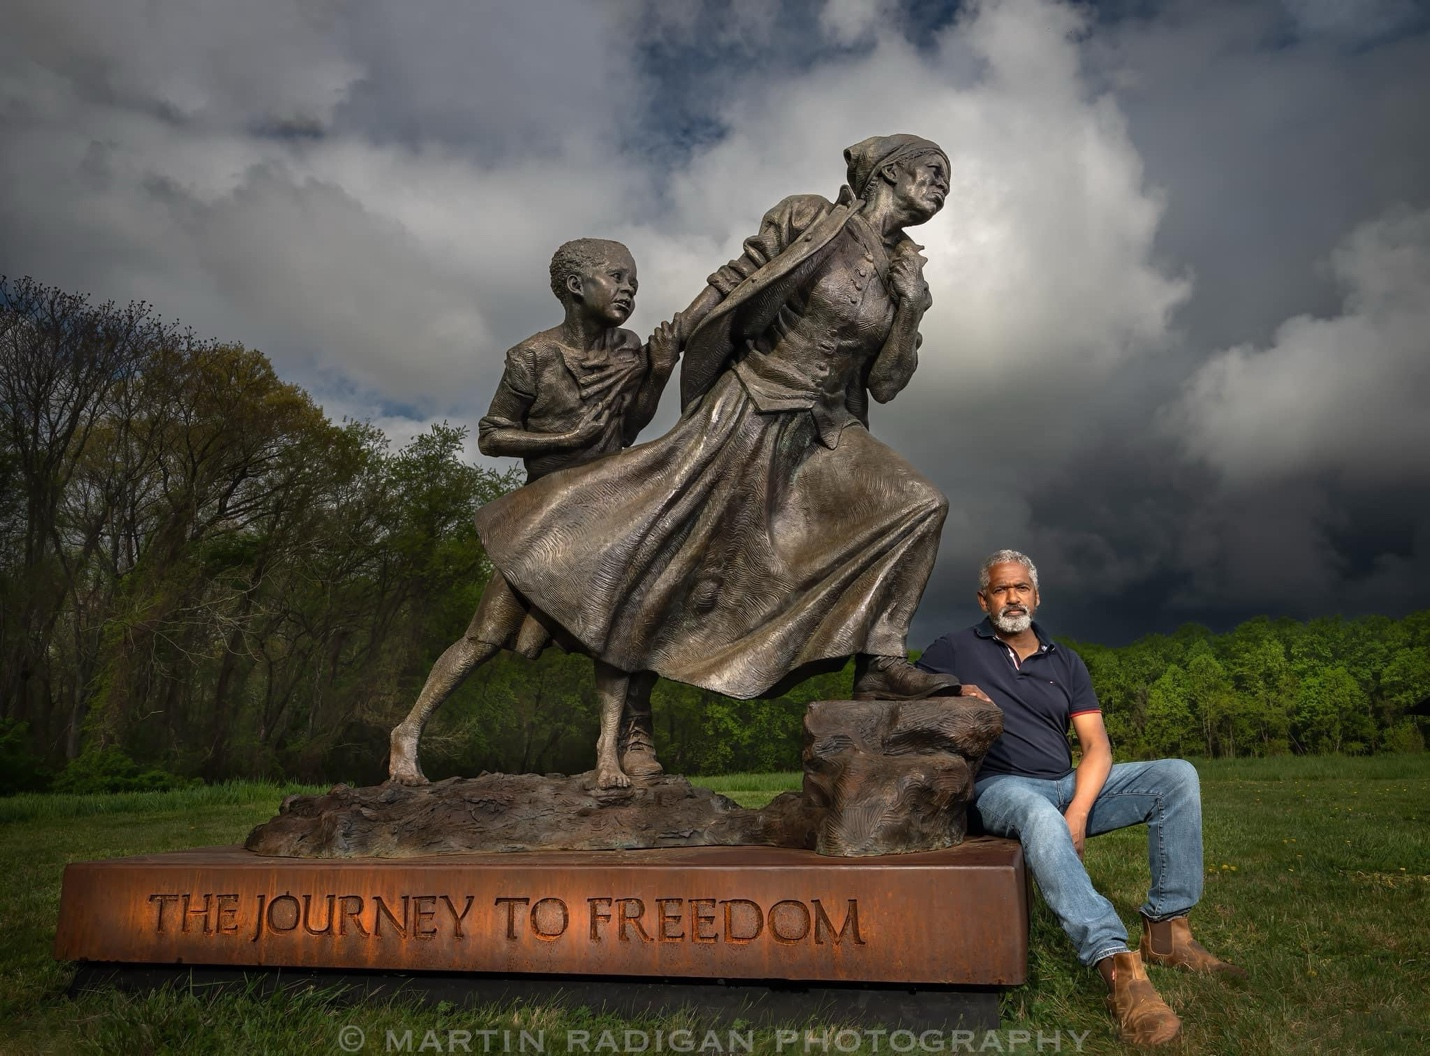 THE JOURNEY TO FREEDOM
© MARTIN RADIGAN PHOTOGRAPHY